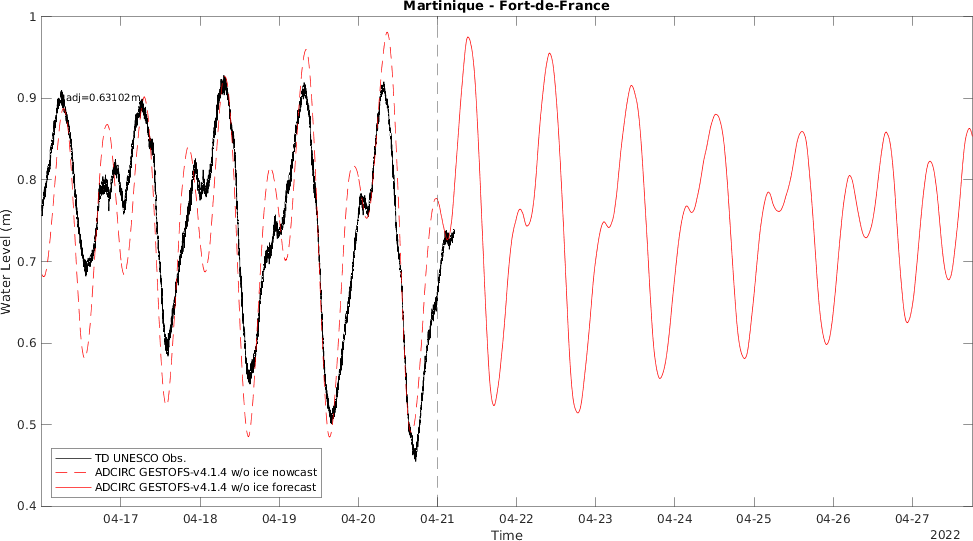 Martinique - Fort-de-France
1
0.9
0.8
0.7
0.6
0.5
0.4
Water Level (m)
adj=0.63102m
TD UNESCO Obs.
ADCIRC GESTOFS-v4.1.4 w/o ice nowcast
ADCIRC GESTOFS-v4.1.4 w/o ice forecast
04-17 04-18 04-19 04-20 04-21 04-22 04-23 04-24 04-25 04-26 04-27
Time
2022